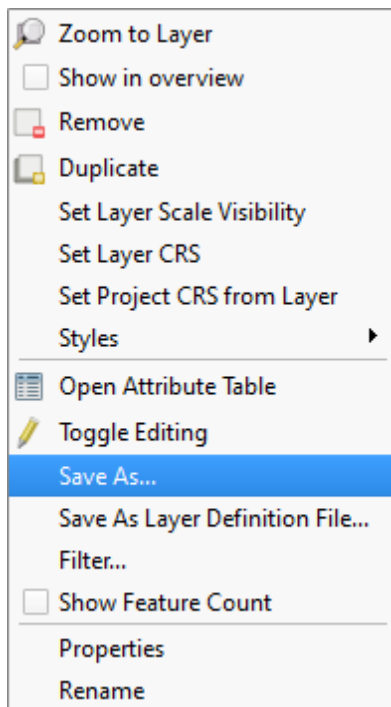 Zoom to Layer
Show in overview
Remove
Duplicate
Set Layer Scale Visibility
Set Layer CRS
Set Project CRS from Layer
Styles
Open Attribute Table
Toggle Editing
Save As...
Save As Layer Definition File...
Filter...
Show Feature Count
Properties
Rename